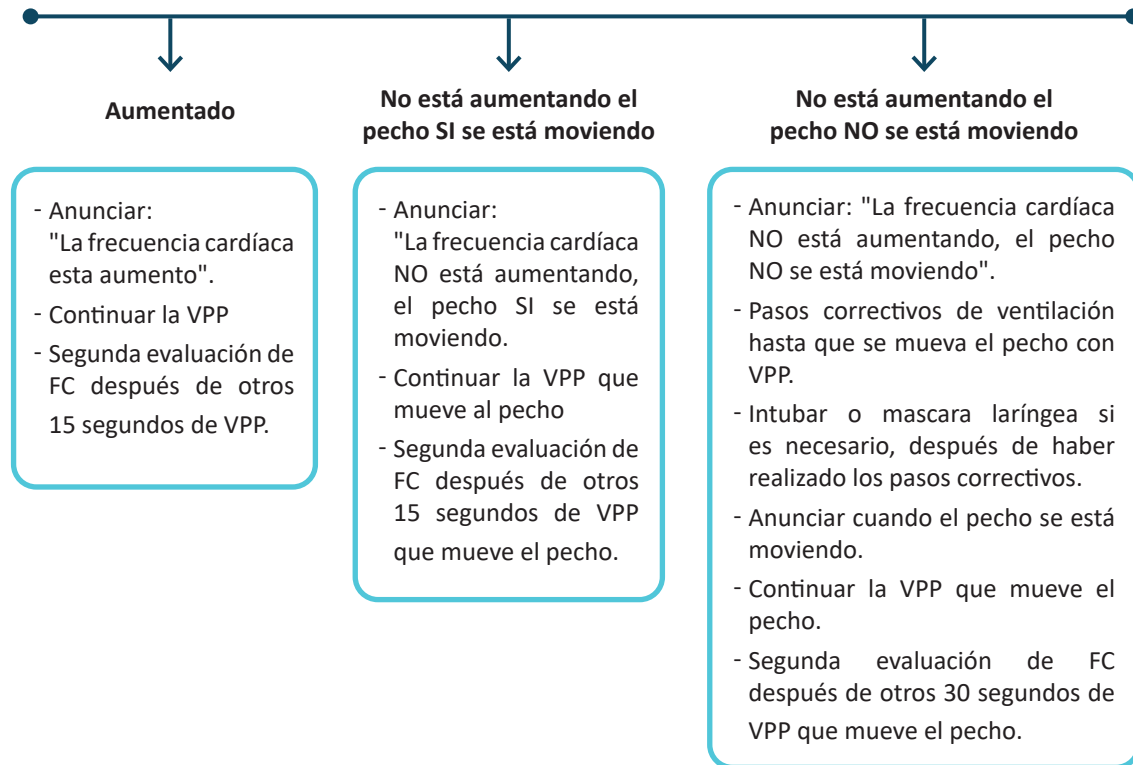 Aumentado
- Anunciar:
"La frecuencia cardíaca
esta aumento".
- Continuar la VPP
- Segunda evaluación de
FC después de otros
15 segundos de VPP.
No está aumentando el
pecho SI se está moviendo
- Anunciar:
"La frecuencia cardíaca
NO está aumentando,
el pecho SI se está
moviendo.
- Continuar la VPP que
mueve al pecho
- Segunda evaluación de
FC después de otros
15 segundos de VPP
que mueve el pecho.
No está aumentando el
pecho NO se está moviendo
- Anunciar: "La frecuencia cardíaca
NO está aumentando, el pecho
NO se está moviendo".
- Pasos correctivos de ventilación
hasta que se mueva el pecho con
VPP.
- Intubar o mascara laríngea si
es necesario, después de haber
realizado los pasos correctivos.
- Anunciar cuando el pecho se está
moviendo.
- Continuar la VPP que mueve el
pecho.
- Segunda evaluación de FC
después de otros 30 segundos de
VPP que mueve el pecho.